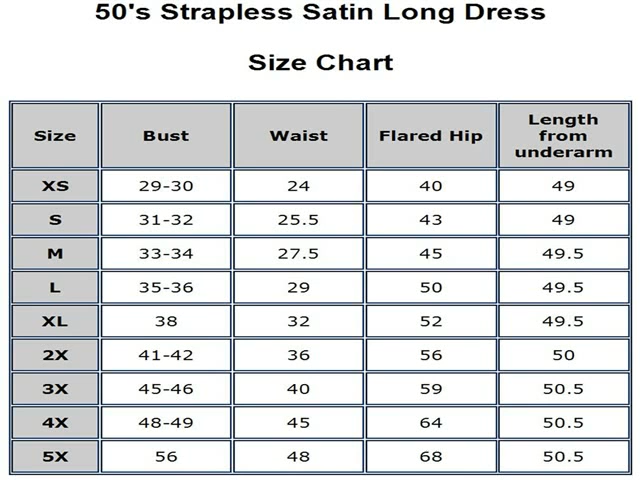 50's Strapless Satin Long Dress
Size Chart
Size Bust Waist Flared Hip Length from underarm
XS 29-30 24 40 49
S 31-32 25.5 43 49
M 33-34 27.5 45 49.5
L 35-36 29 50 49.5
XL 38 32 52 49.5
2X 41-42 36 56 50
3X 45-46 40 59 50.5
4X 48-49 45 64 50.5
5X 56 48 68 50.5